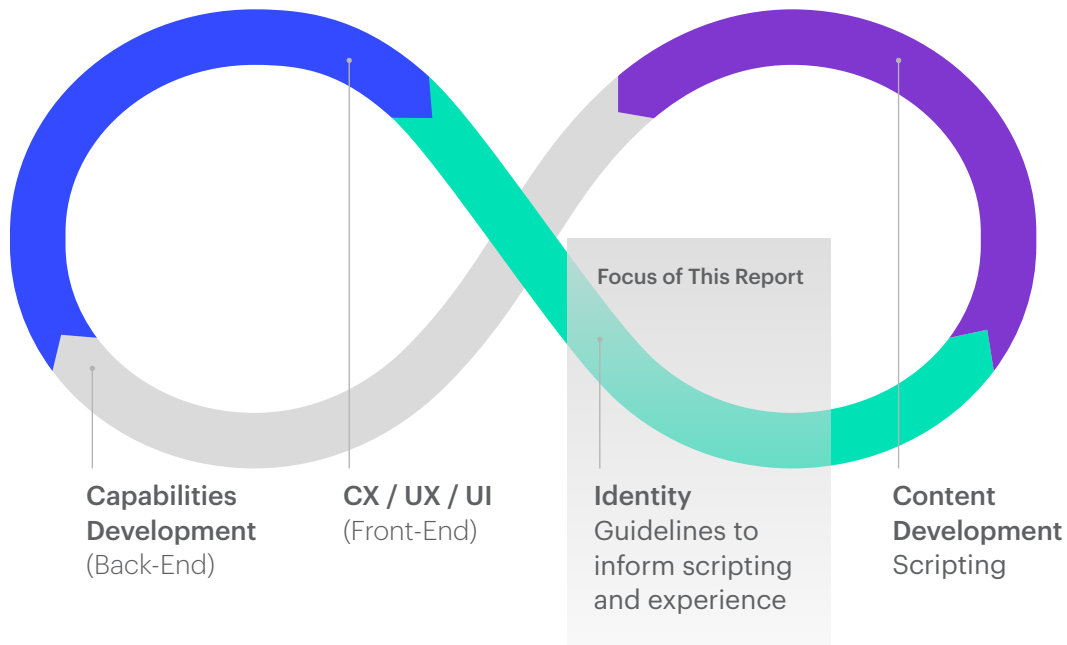 Focus of This Report
Capabilities
Development
(Back-End)
CX / UX / UI
(Front-End)
Identity
Guidelines to
inform scripting
and experience
Content
Development
Scripting